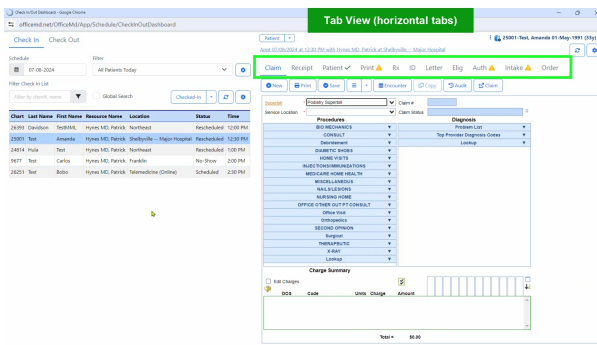 Check In/Out Dashboard - Google Chrome
officemd.net/OfficeMd/App/Schedule/CheckInOutDashboard
Tab View (horizontal tabs)
Check In Check Out
Patient
25001-Test, Amanda 01-May-1991 (33y)
Appt 07/08/2024 at 12:30 PM with Hynes MD, Patrick at Shelbyville -- Major Hospital
Schedule Filter
07-08-2024 All Patients Today
Claim Receipt Patient Print Rx ID Letter Elig Auth Intake Order
Filter Check In List
Filter by chart#, name Global Search Checked In
New Print Save Encounter Copy Audit Claim
Superbill * Podiatry Superbill Claim #
Service Location * Claim Status
Chart Last Name First Name Resource Name Location Status Time
26393 Davidson TestMML Hynes MD, Patrick Northeast Rescheduled 12:00 PM
25001 Test Amanda Hynes MD, Patrick Shelbyville -- Major Hospital Rescheduled 12:30 PM
24814 Hula Test Hynes MD, Patrick Northeast Rescheduled 1:00 PM
9677 Test Carlos Hynes MD, Patrick Franklin No-Show 2:00 PM
26251 Test Bobo Hynes MD, Patrick Telemedicine (Online) Scheduled 2:30 PM
Procedures
BIO MECHANICS
CONSULT
Debridement
DIABETIC SHOES
HOME VISITS
INJECTIONS/IMMUNIZATIONS
MEDICARE HOME HEALTH
MISCELLANEOUS
NAILS/LESIONS
NURSING HOME
OFFICE OTHER OUT PT CONSULT
Office Visit
Orthopedics
SECOND OPINION
Surgical
THERAPEUTIC
X-RAY
Lookup
Diagnosis
Problem List
Top Provider Diagnosis Codes
Lookup
Charge Summary
Edit Charges
DOS Code Units Charge Amount
Total = $0.00